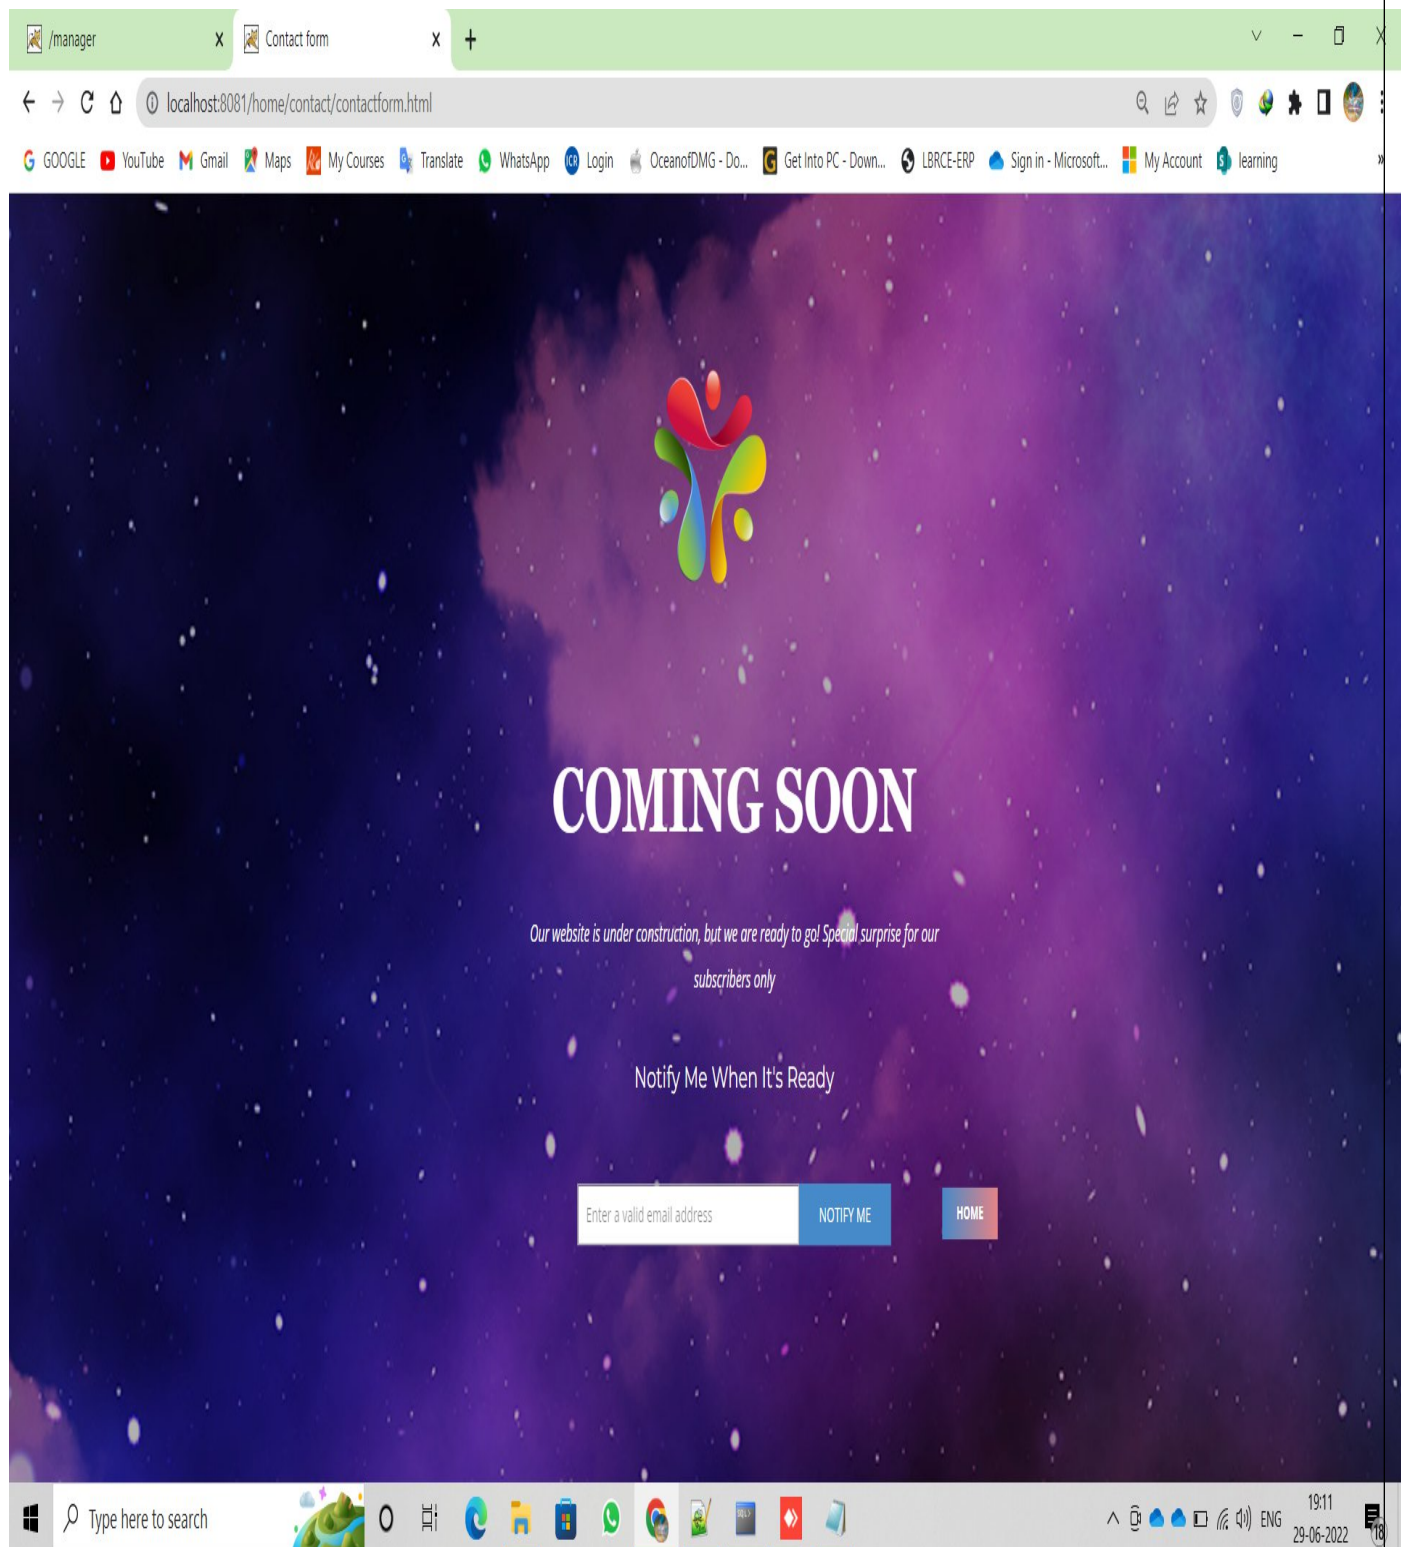 /manager
Contact form
localhost:8081/home/contact/contactform.html
GOOGLE YouTube Gmail Maps My Courses Translate WhatsApp ICR Login OceanofDMG - Do... G Get Into PC - Down... LBRCE-ERP Sign in - Microsoft... My Account learning »
COMING SOON
Our website is under construction, but we are ready to go! Special surprise for our
subscribers only
Notify Me When It's Ready
Enter a valid email address NOTIFY ME HOME
Type here to search
SQL>
ENG
19:11
29-06-2022
18